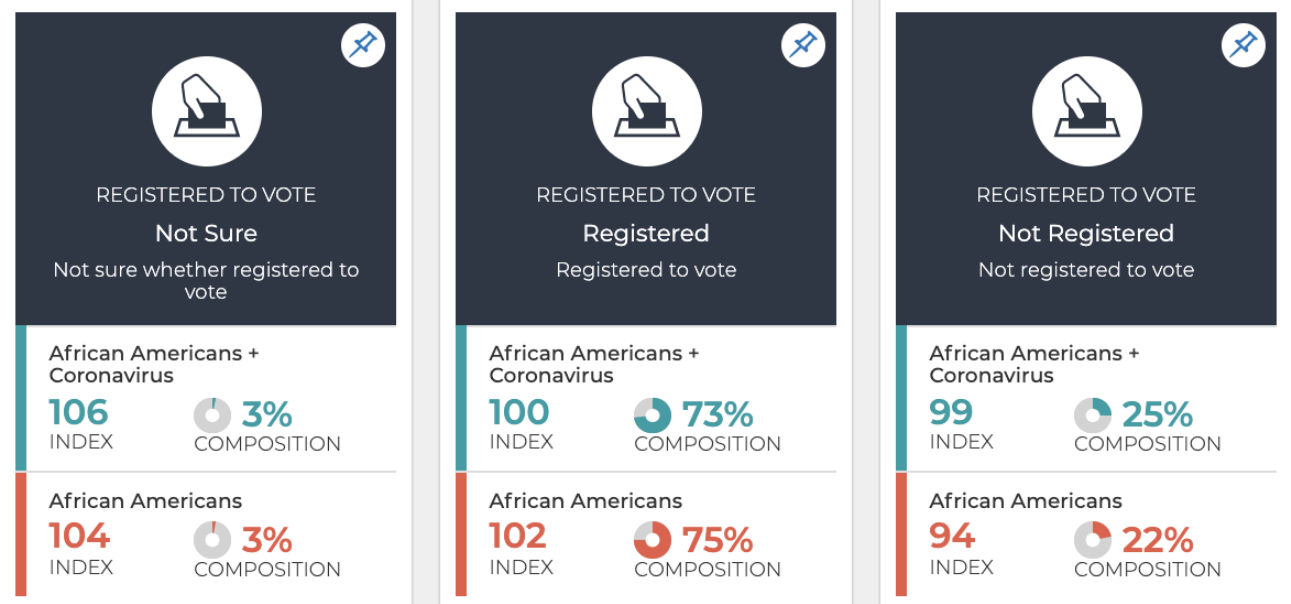 REGISTERED TO VOTE
Not Sure
Not sure whether registered to
vote
African Americans +
Coronavirus
106
3%
INDEX
COMPOSITION
African Americans
104
3%
INDEX
COMPOSITION
REGISTERED TO VOTE
Registered
Registered to vote
African Americans +
Coronavirus
100
73%
INDEX
COMPOSITION
African Americans
102
75%
INDEX
COMPOSITION
REGISTERED TO VOTE
Not Registered
Not registered to vote
African Americans +
Coronavirus
99
25%
INDEX
COMPOSITION
African Americans
94
22%
INDEX
COMPOSITION